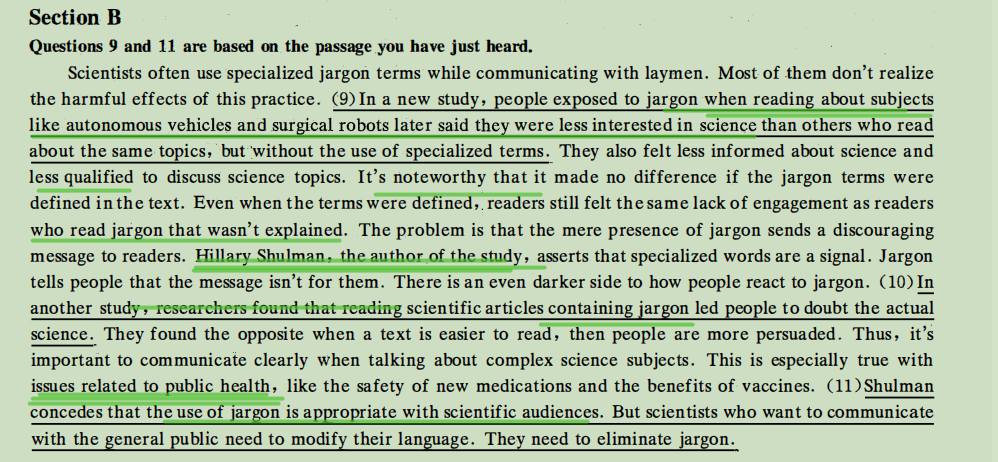 Section B
Questions 9 and 11 are based on the passage you have just heard.
Scientists often use specialized jargon terms while communicating with laymen. Most of them don't realize
the harmful effects of this practice. (9)In a new study, people exposed to jargon when reading about subjects
like autonomous vehicles and surgical robots later said they were less interested in science than others who read
about the same topics, but without the use of specialized terms. They also felt less informed about science and
less qualified to discuss science topics. It's noteworthy that it made no difference if the jargon terms were
defined in the text. Even when the terms were defined, readers still felt the same lack of engagement as readers
who read jargon that wasn't explained. The problem is that the mere presence of jargon sends a discouraging
message to readers. Hillary Shulman, the author of the study, asserts that specialized words are a signal. Jargon
tells people that the message isn't for them. There is an even darker side to how people react to jargon. (10)In
another study, researchers found that reading scientific articles containing jargon led people to doubt the actual
science. They found the opposite when a text is easier to read, then people are more persuaded. Thus, it's
important to communicate clearly when talking about complex science subjects. This is especially true with
issues related to public health, like the safety of new medications and the benefits of vaccines. (11)Shulman
concedes that the use of jargon is appropriate with scientific audiences. But scientists who want to communicate
with the general public need to modify their language. They need to eliminate jargon.